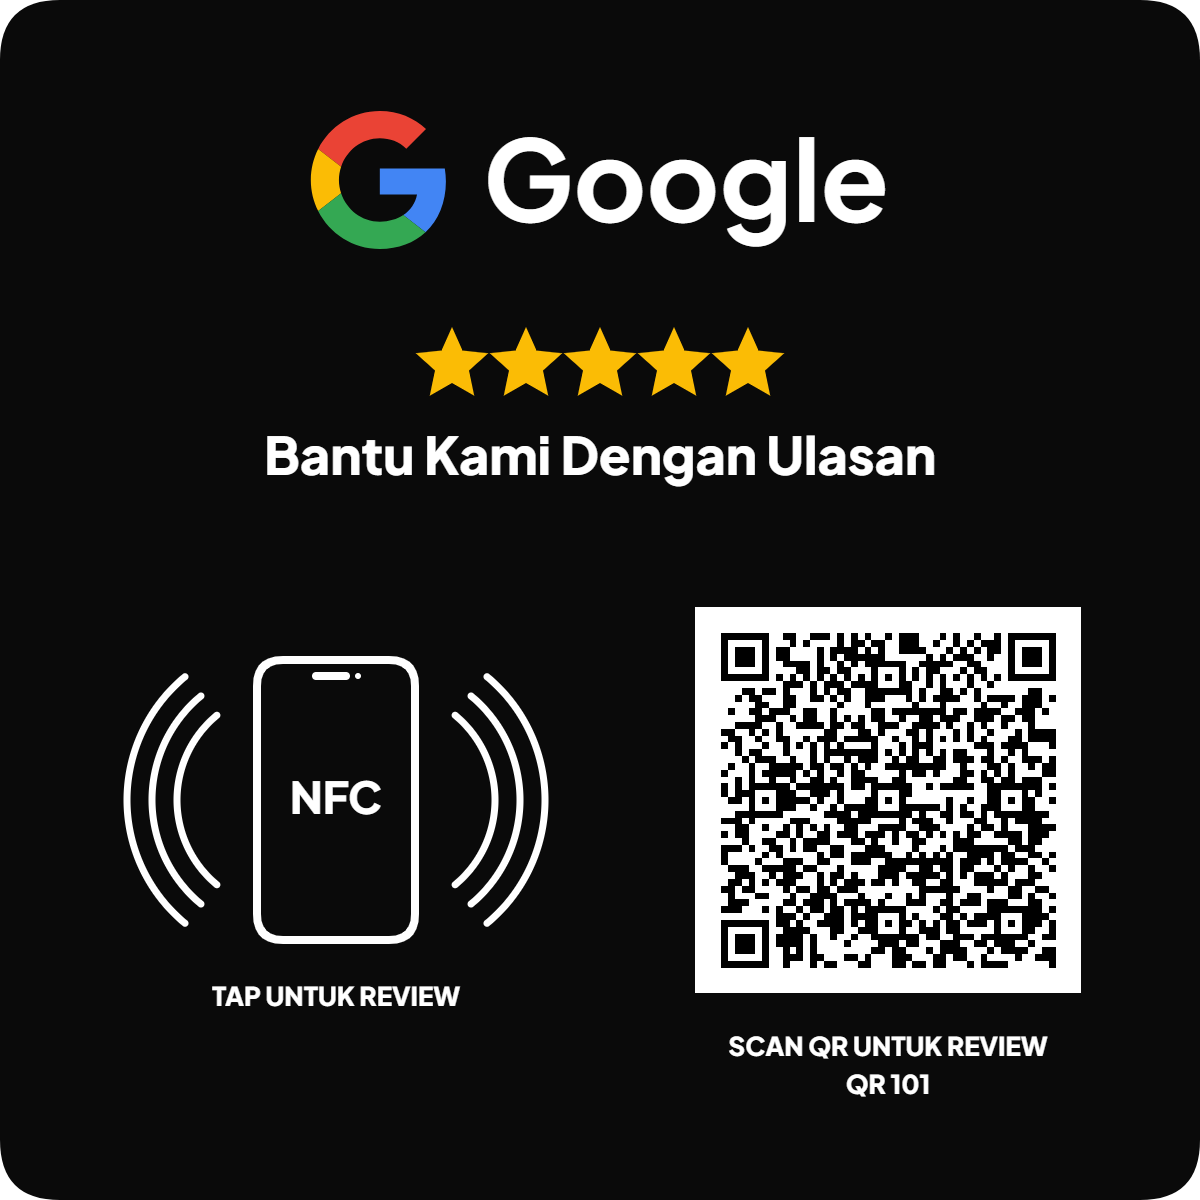 Google
Bantu Kami Dengan Ulasan
NFC
TAP UNTUK REVIEW
SCAN QR UNTUK REVIEW
QR 101